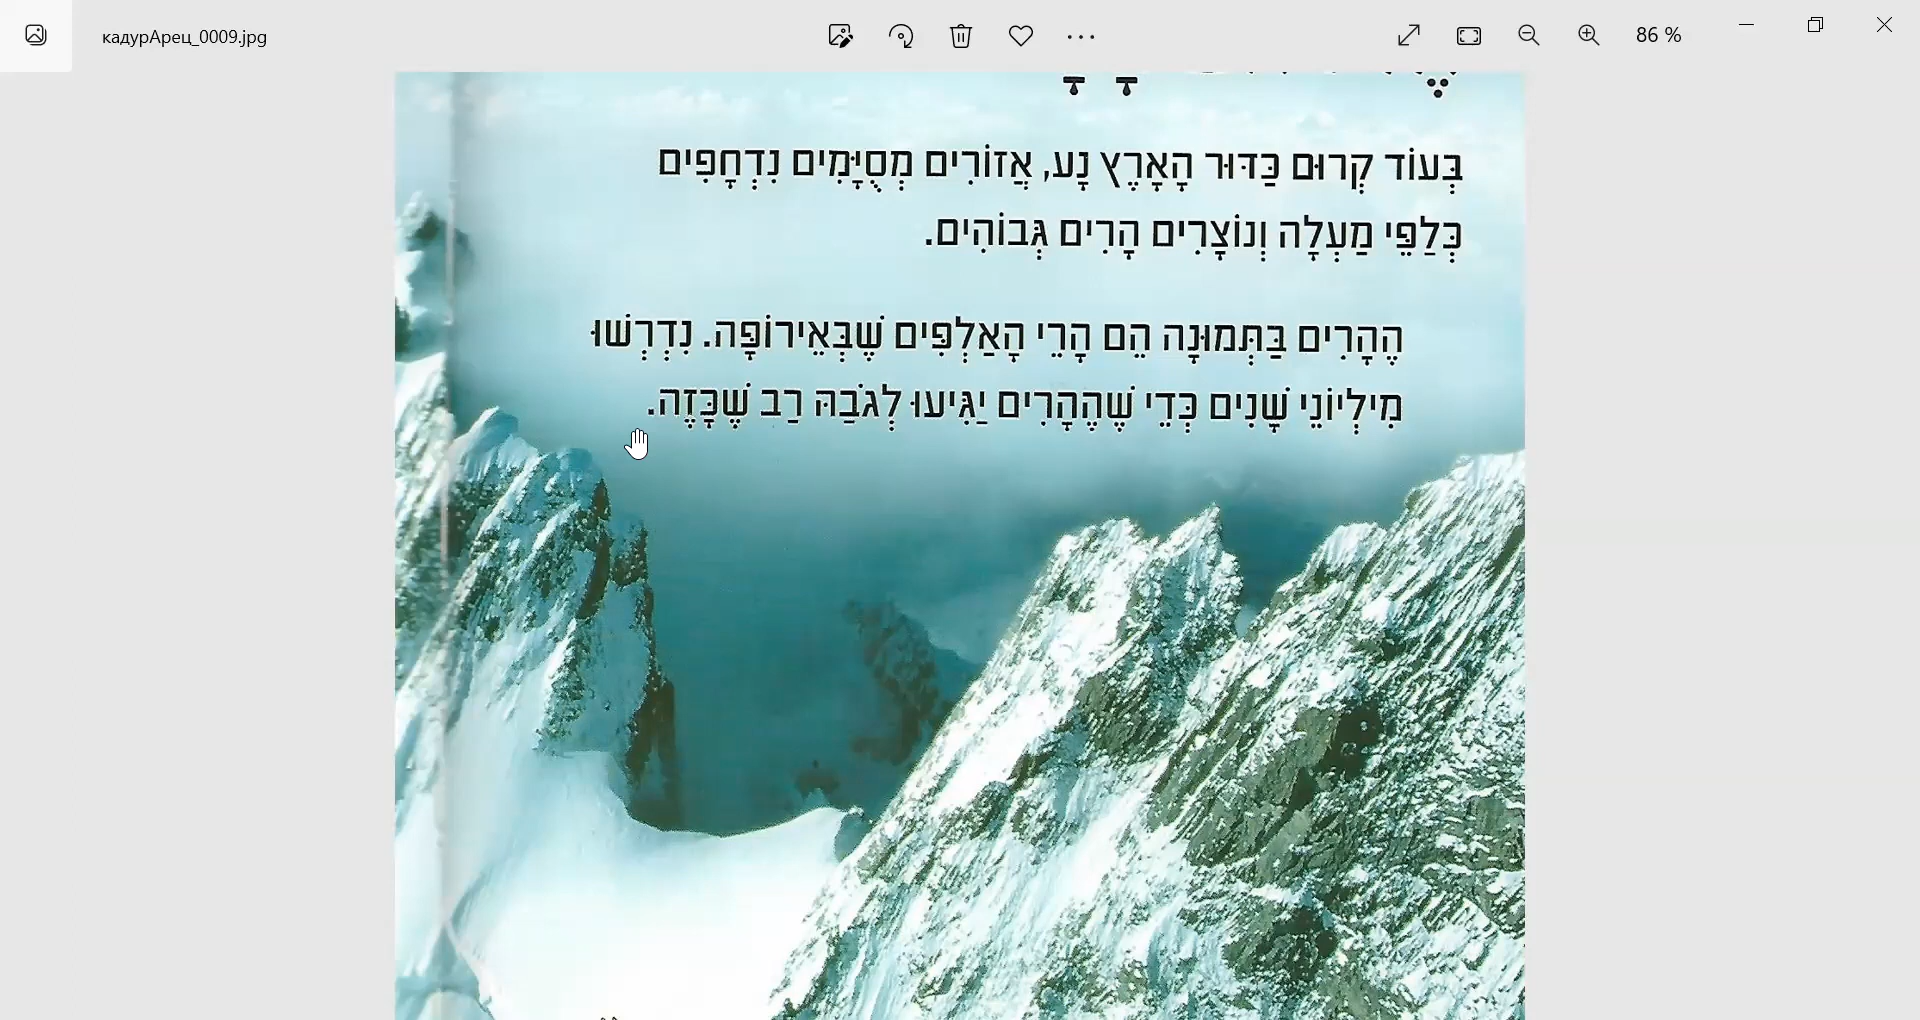 кадурАрец_0009.jpg
86 %
בְּעוֹד קְרוּם כַּדּוּר הָאָרֶץ נָע, אֲזוֹרִים מְסֻיָּמִים נִדְחָפִים
כְּלַפֵּי מַעְלָה וְנוֹצָרִים הָרִים גְּבוֹהִים.
הֶהָרִים בַּתְּמוּנָה הֵם הָרֵי הָאַלְפִּים שֶׁבְּאֵירוֹפָּה. נִדְרְשׁוּ
מִילְיוֹנֵי שָׁנִים כְּדֵי שֶׁהֶהָרִים יַגִּיעוּ לְגֹבַהּ רַב שֶׁכָּזֶה.